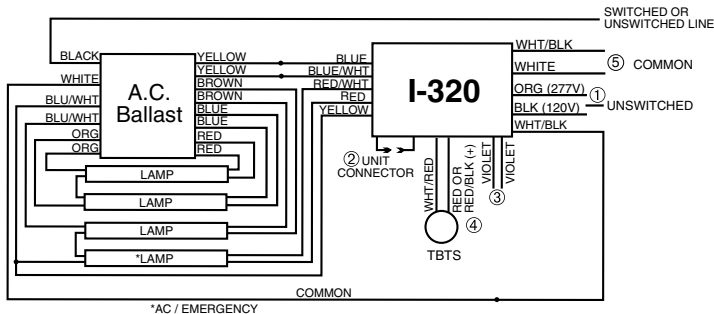 SWITCHED OR
UNSWITCHED LINE
BLACK
WHITE
BLU/WHT
BLU/WHT
ORG
ORG
A.C.
Ballast
YELLOW
YELLOW
BROWN
BROWN
BLUE
BLUE
RED
RED
BLUE
BLUE/WHT
RED/WHT
RED
YELLOW
I-320
WHT/BLK
WHITE
⑤ COMMON
ORG (277V)
① UNSWITCHED
BLK (120V)
WHT/BLK
② UNIT
CONNECTOR
WHT/RED
RED OR
RED/BLK (+)
④
VIOLET
VIOLET
③
TBTS
LAMP
LAMP
LAMP
*LAMP
COMMON
*AC / EMERGENCY